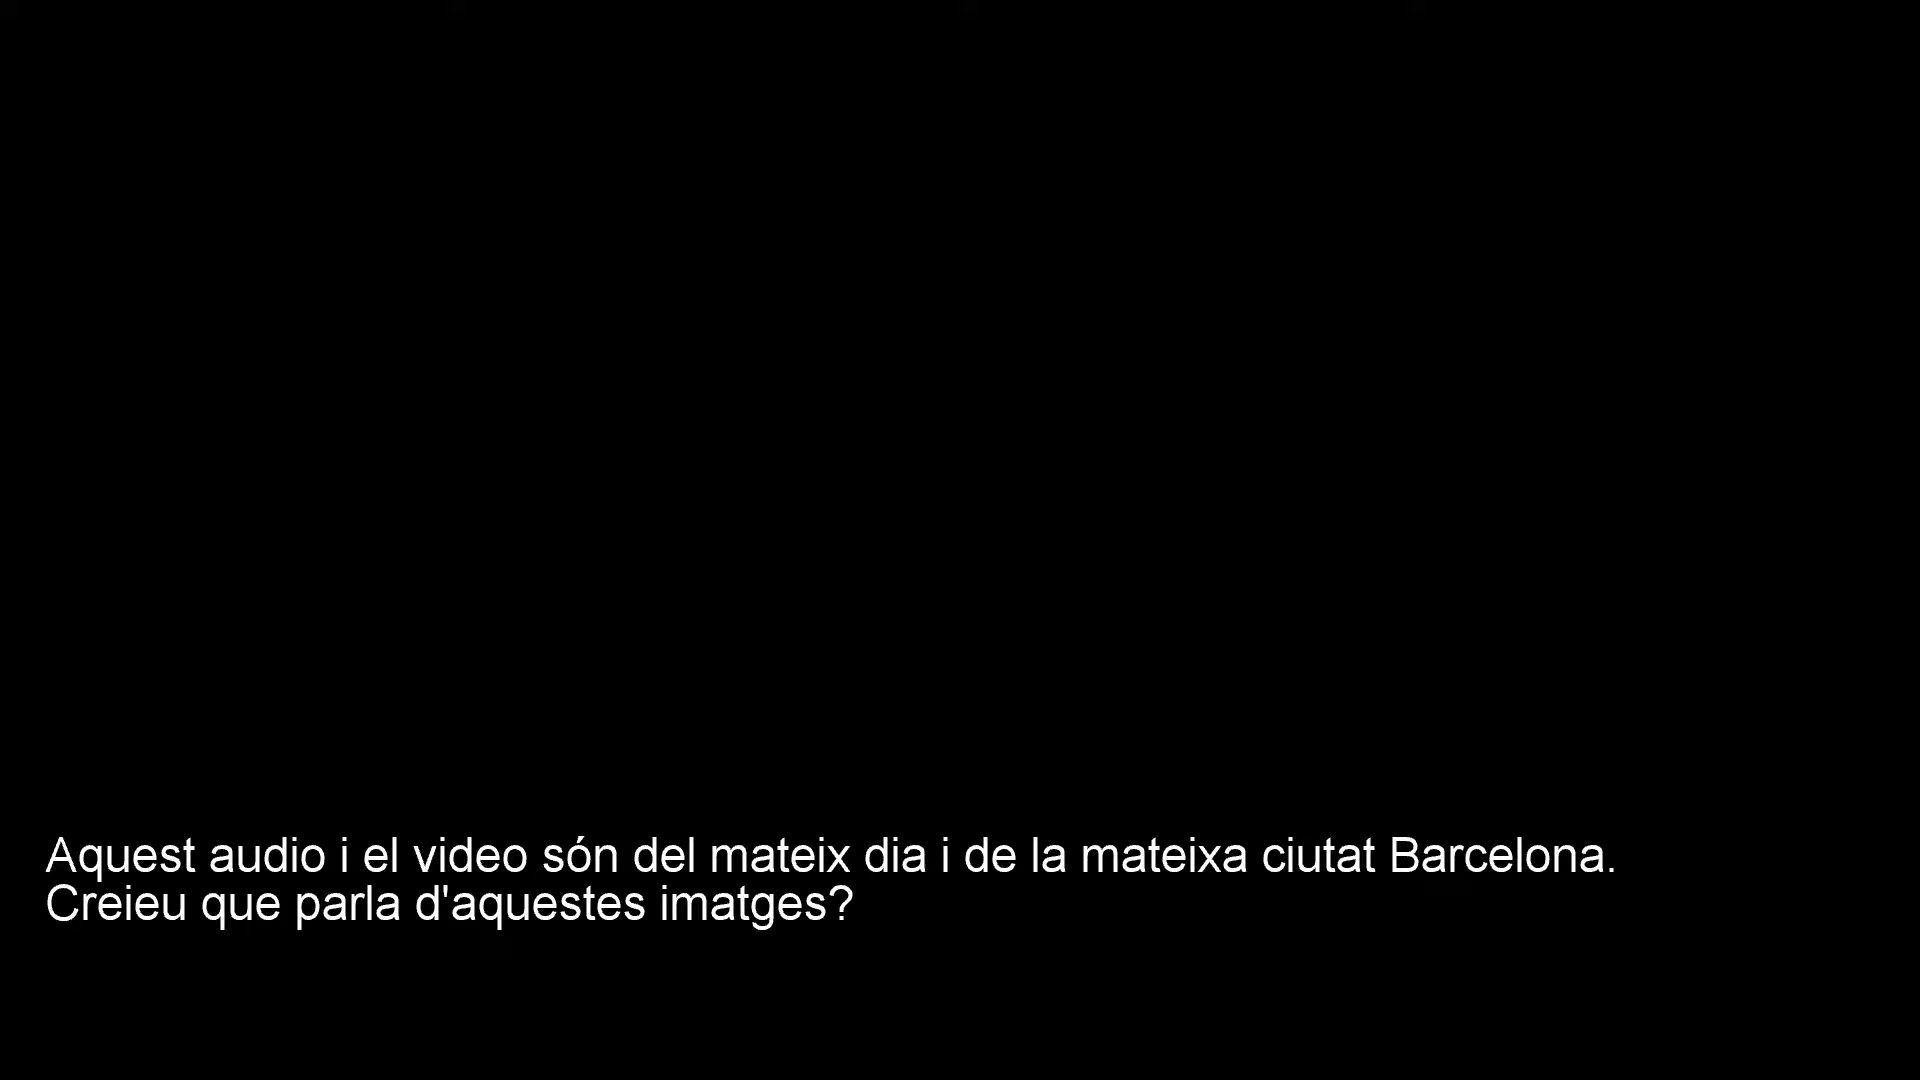 Aquest audio i el video són del mateix dia i de la mateixa ciutat Barcelona.
Creieu que parla d'aquestes imatges?